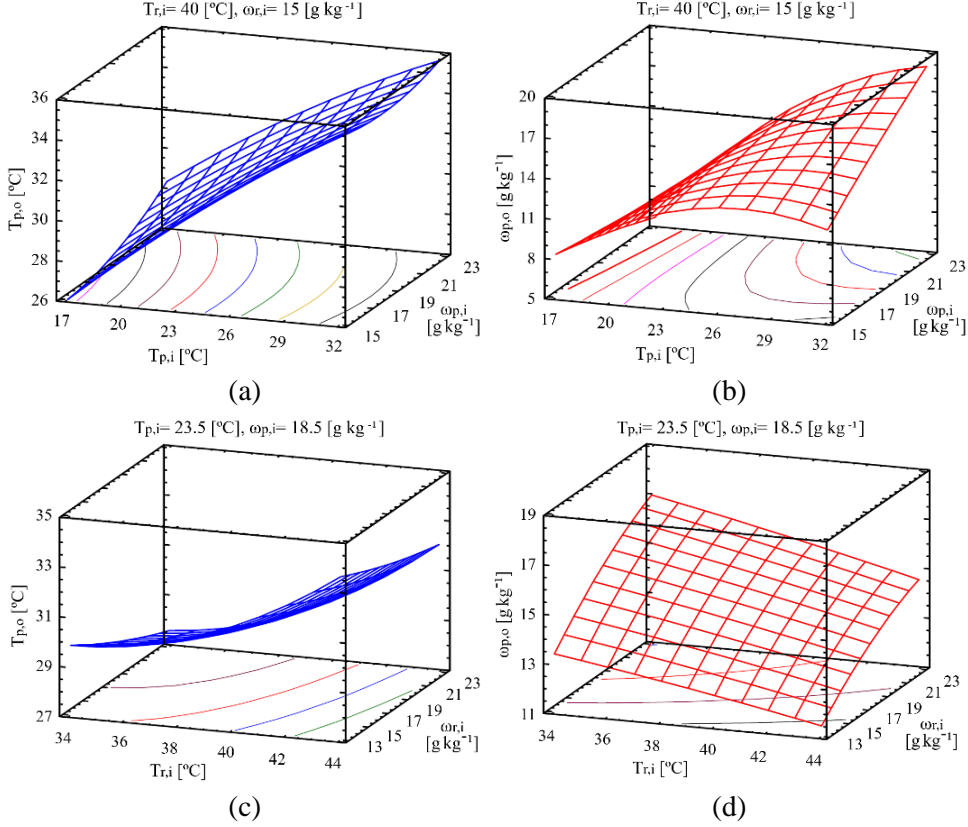 Tr,i= 40 [ºC], ωr,i= 15 [g kg-1]
36
34
32
30
28
26
Tp,o [ºC]
17
20
23
26
29
32
Tp,i [ºC]
15
17
19
21
23
ωp,i
[g kg-1]
(a)
Tr,i= 40 [ºC], ωr,i= 15 [g kg-1]
20
17
14
11
8
5
ωp,o [g kg-1]
17
20
23
26
29
32
Tp,i [ºC]
15
17
19
21
23
ωp,i
[g kg-1]
(b)
Tp,i= 23.5 [ºC], ωp,i= 18.5 [g kg-1]
35
33
31
29
27
Tp,o [ºC]
34
36
38
40
42
44
Tr,i [ºC]
13
15
17
19
21
23
ωr,i
[g kg-1]
(c)
Tp,i= 23.5 [ºC], ωp,i= 18.5 [g kg-1]
19
17
15
13
11
ωp,o [g kg-1]
34
36
38
40
42
44
Tr,i [ºC]
13
15
17
19
21
23
ωr,i
[g kg-1]
(d)